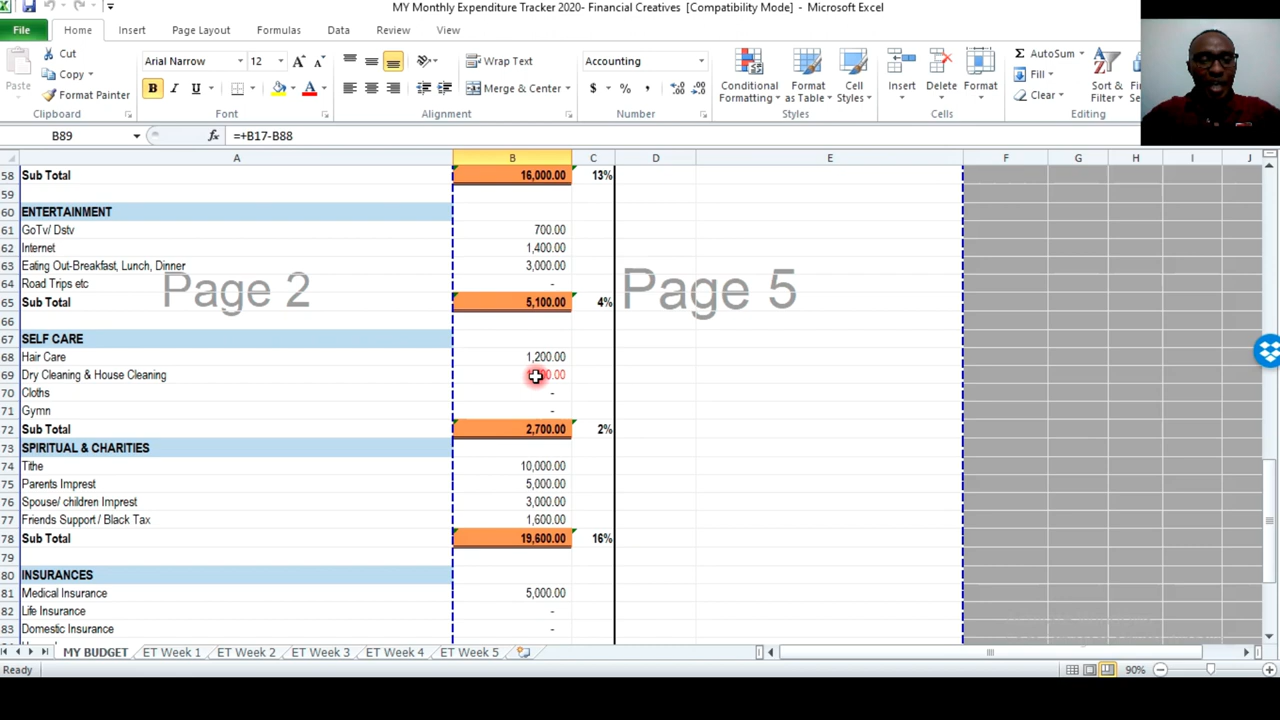 MY Monthly Expenditure Tracker 2020- Financial Creatives [Compatibility Mode] - Microsoft Excel
File Home Insert Page Layout Formulas Data Review View
Cut Arial Narrow 12 Wrap Text Accounting AutoSum
Copy Fill
Paste Format Painter Merge & Center Conditional Formatting Format as Table Cell Styles Insert Delete Format Clear Sort & Filter
Clipboard Font Alignment Number Styles Cells Editing
B89 fx =+B17-B88
A B C D E F G H I J
58 Sub Total 16,000.00 13%
59
60 ENTERTAINMENT
61 GoTv/ Dstv 700.00
62 Internet 1,400.00
63 Eating Out-Breakfast, Lunch, Dinner 3,000.00
64 Road Trips etc -
Page 2 Page 5
65 Sub Total 5,100.00 4%
66
67 SELF CARE
68 Hair Care 1,200.00
69 Dry Cleaning & House Cleaning
70 Cloths -
71 Gymn -
72 Sub Total 2,700.00 2%
73 SPIRITUAL & CHARITIES
74 Tithe 10,000.00
75 Parents Imprest 5,000.00
76 Spouse/ children Imprest 3,000.00
77 Friends Support / Black Tax 1,600.00
78 Sub Total 19,600.00 16%
79
80 INSURANCES
81 Medical Insurance 5,000.00
82 Life Insurance -
83 Domestic Insurance -
MY BUDGET ET Week 1 ET Week 2 ET Week 3 ET Week 4 ET Week 5
Ready 90%